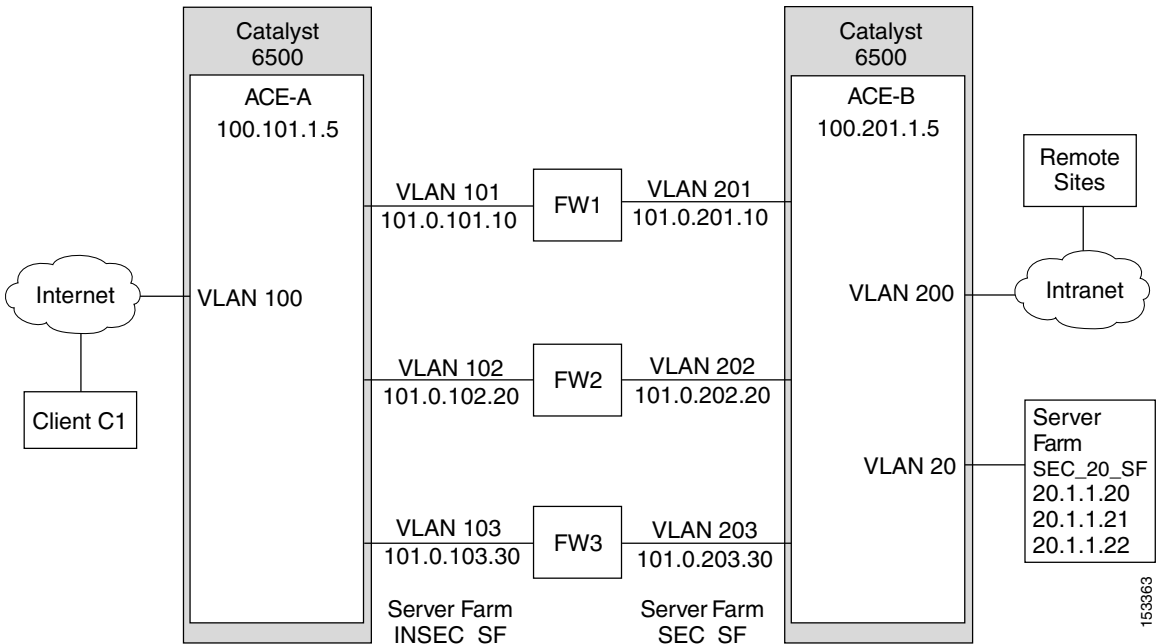 Catalyst
6500
ACE-A
100.101.1.5
Catalyst
6500
ACE-B
100.201.1.5
Remote
Sites
VLAN 101
101.0.101.10
FW1
VLAN 201
101.0.201.10
Internet
VLAN 100
VLAN 200
Intranet
Client C1
VLAN 102
101.0.102.20
FW2
VLAN 202
101.0.202.20
VLAN 20
Server
Farm
SEC_20_SF
20.1.1.20
20.1.1.21
20.1.1.22
VLAN 103
101.0.103.30
FW3
VLAN 203
101.0.203.30
Server Farm
INSEC_SF
Server Farm
SEC_SF
153363